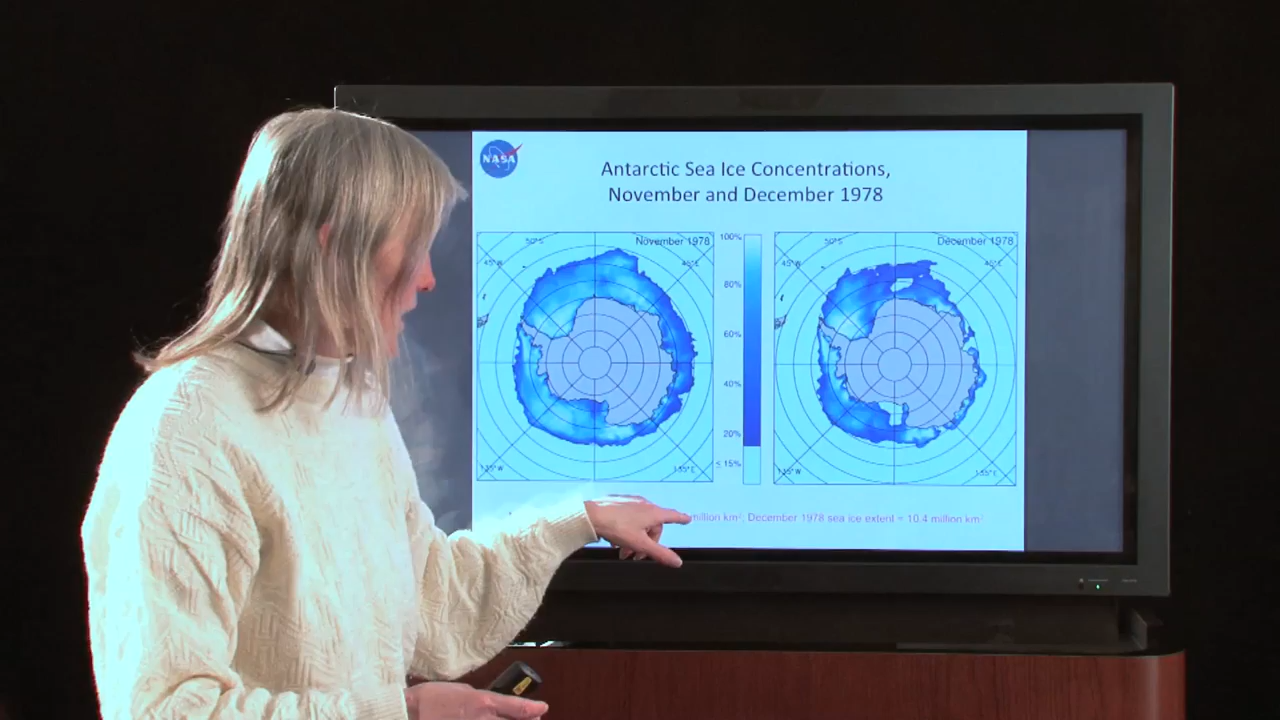 NASA
Antarctic Sea Ice Concentrations,
November and December 1978
November 1978
50°S
45°W
45°E
135°W
135°E
100%
80%
60%
40%
20%
≤ 15%
December 1978
50°S
45°W
45°E
135°W
135°E
million km²; December 1978 sea ice extent = 10.4 million km²